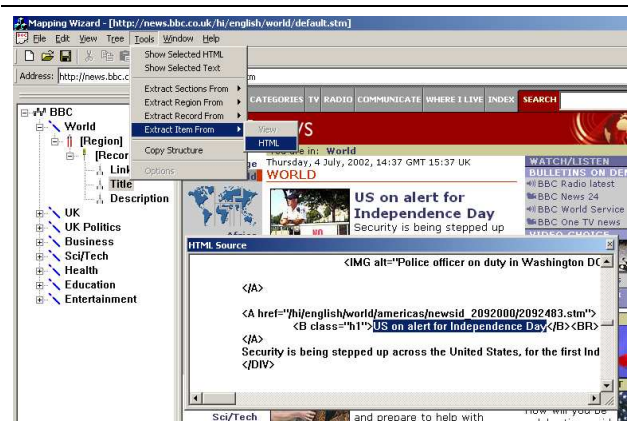 Mapping Wizard - [http://news.bbc.co.uk/hi/english/world/default.stm]
File Edit View Tree Tools Window Help
Show Selected HTML
Show Selected Text
Extract Sections From
Extract Region From
Extract Record From
Extract Item From
Copy Structure
Options
View
HTML
Address: http://news.bbc.c
CATEGORIES TV RADIO COMMUNICATE WHERE I LIVE INDEX SEARCH
BBC
World
[Region]
[Recor
Link
Title
Description
UK
UK Politics
Business
Sci/Tech
Health
Education
Entertainment
in: World
Thursday, 4 July, 2002, 14:37 GMT 15:37 UK
WORLD
US on alert for
Independence Day
Security is being stepped up
WATCH/LISTEN
BULLETINS ON DEM
BBC Radio latest
BBC News 24
BBC World Service
BBC One TV news
HTML Source
<IMG alt="Police officer on duty in Washington DC
</A>
<A href="/hi/english/world/americas/newsid_2092000/2092483.stm">
<B class="h1">US on alert for Independence Day</B><BR>
</A>
Security is being stepped up across the United States, for the first Ind
</DIV>
Sci/Tech
and prepare to help with